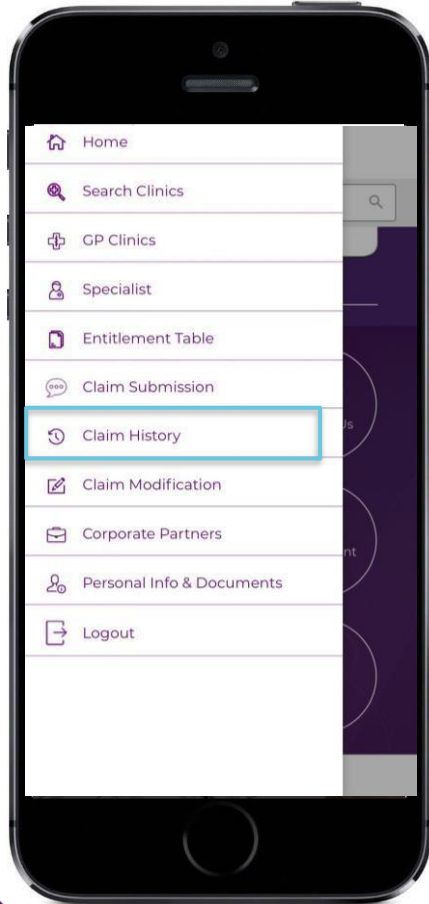 Home
Search Clinics
GP Clinics
Specialist
Entitlement Table
Claim Submission
Claim History
Claim Modification
Corporate Partners
Personal Info & Documents
Logout